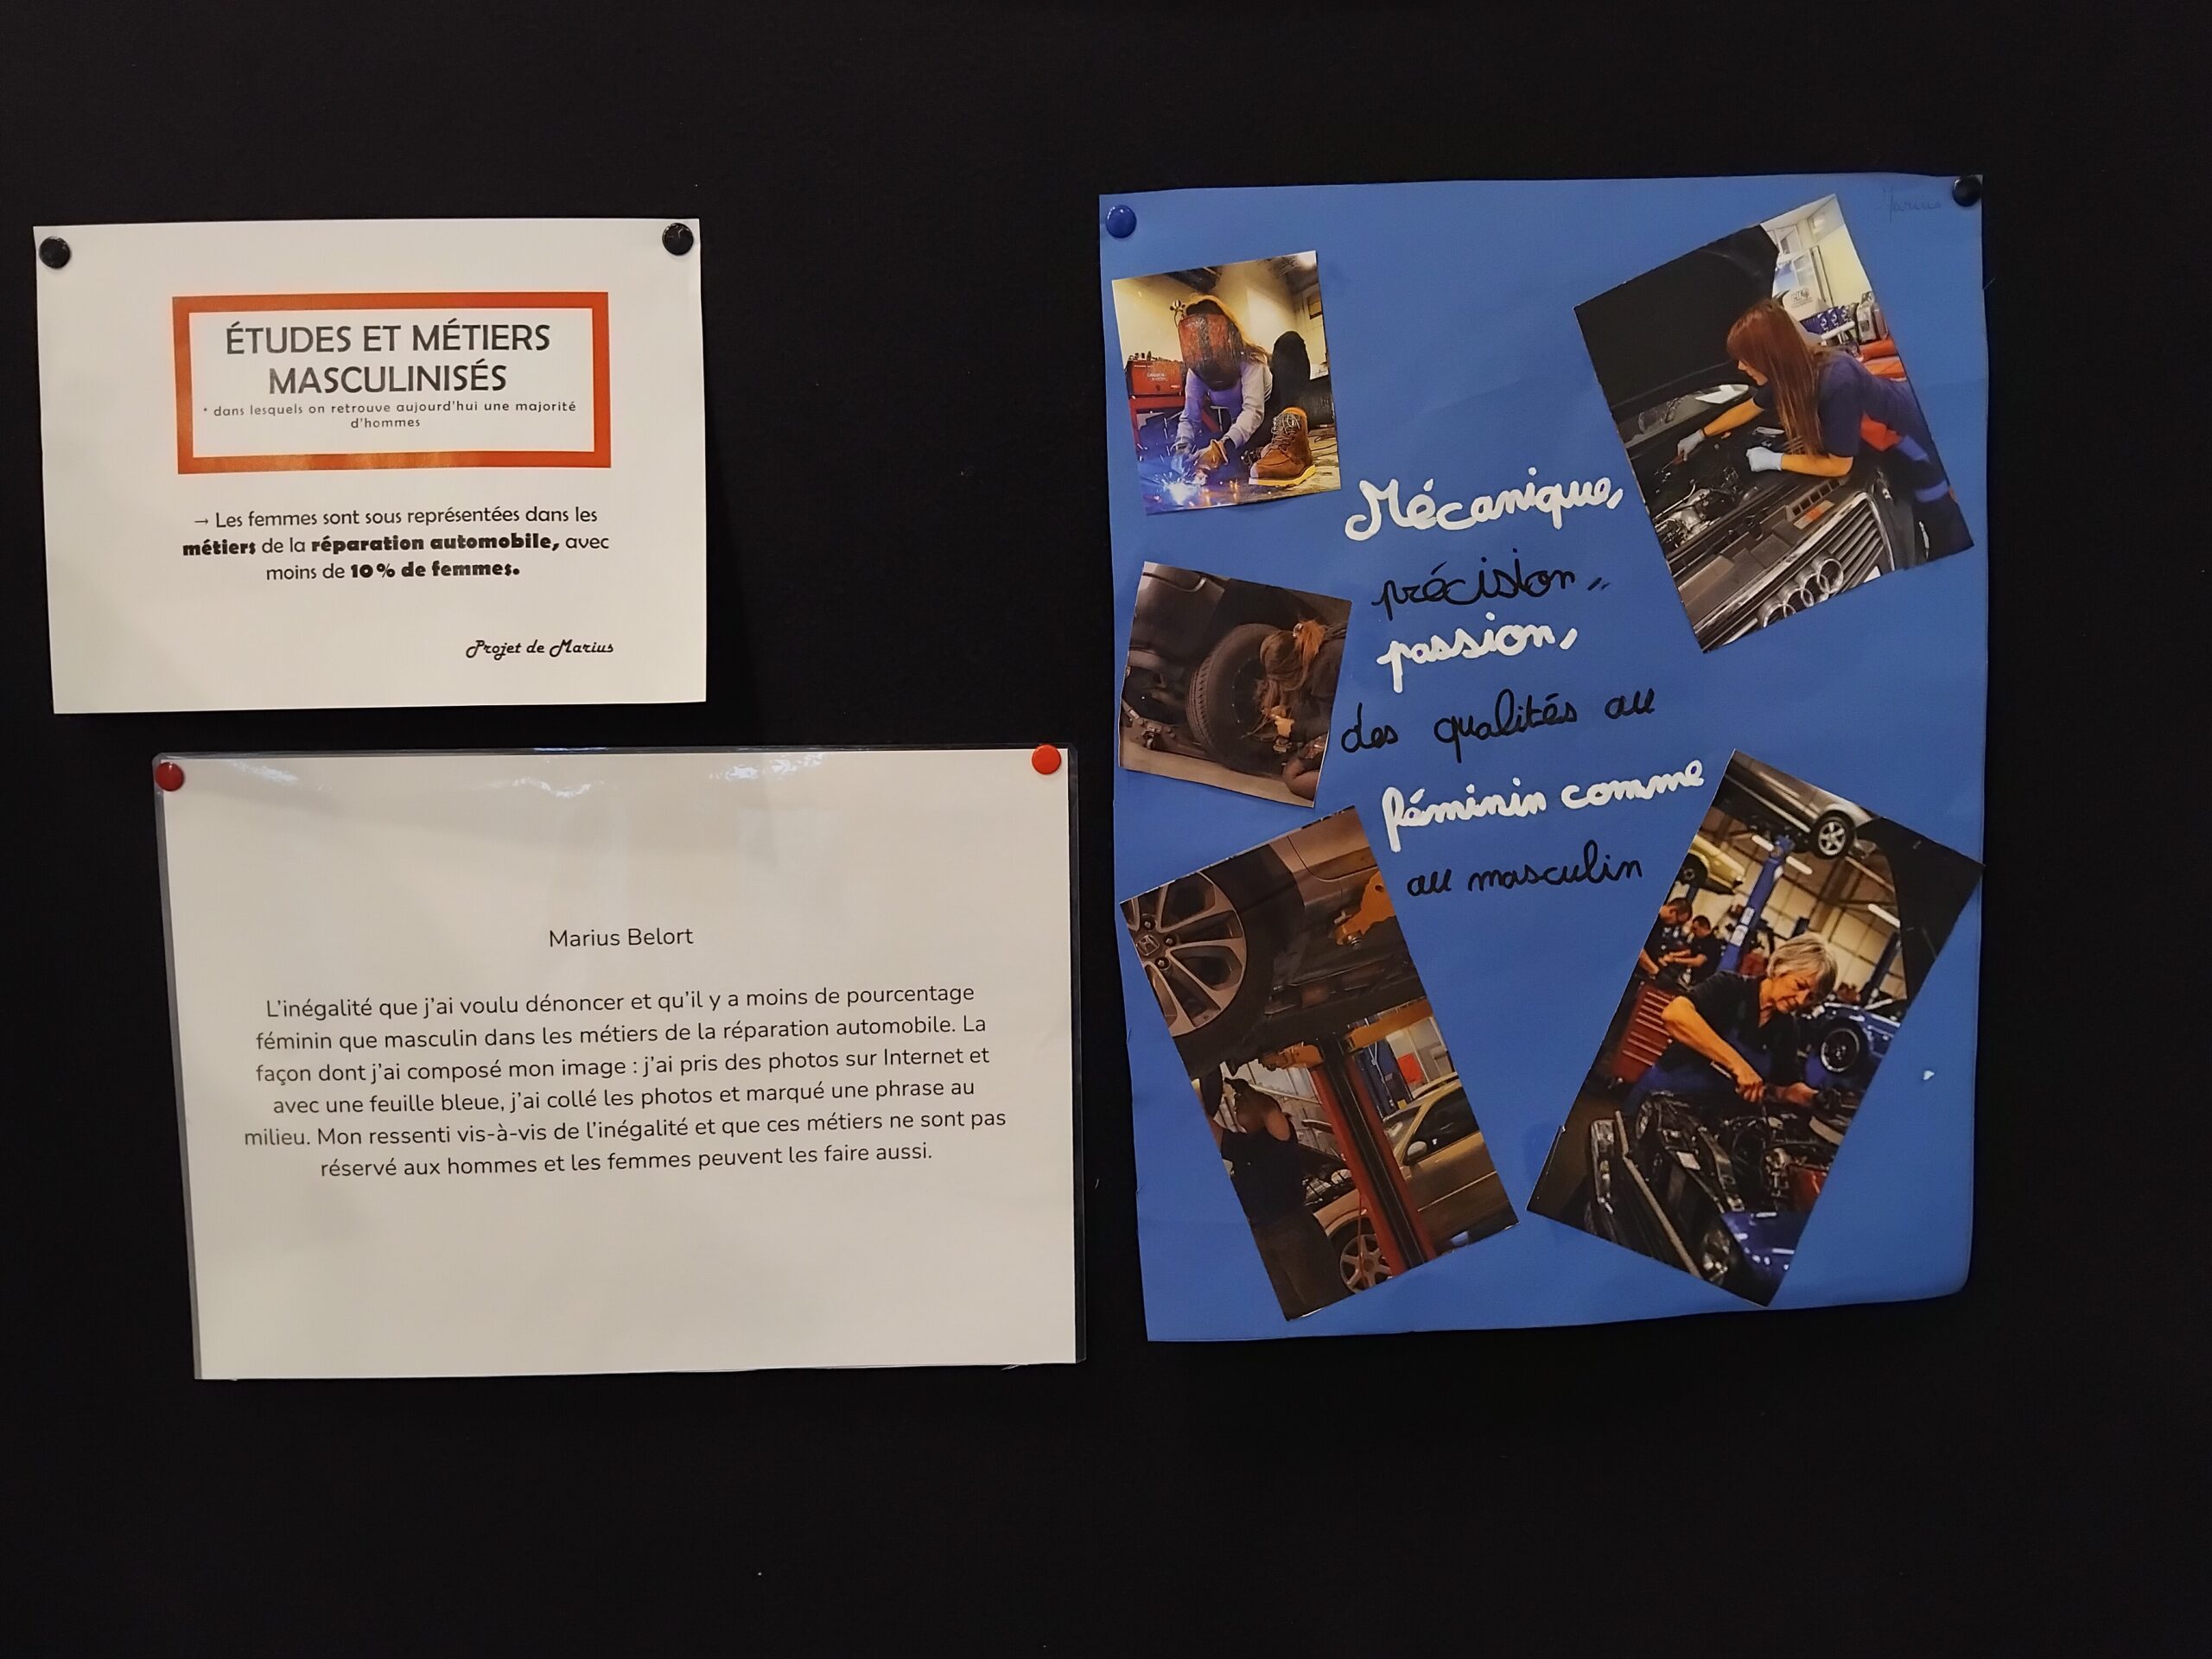 ÉTUDES ET MÉTIERS
MASCULINISÉS
* dans lesquels on retrouve aujourd'hui une majorité
d'hommes
→ Les femmes sont sous représentées dans les
métiers de la réparation automobile, avec
moins de 10% de femmes.
Projet de Marius
Marius Belort
L'inégalité que j'ai voulu dénoncer et qu'il y a moins de pourcentage
féminin que masculin dans les métiers de la réparation automobile. La
façon dont j'ai composé mon image : j'ai pris des photos sur Internet et
avec une feuille bleue, j'ai collé les photos et marqué une phrase au
milieu. Mon ressenti vis-à-vis de l'inégalité et que ces métiers ne sont pas
réservé aux hommes et les femmes peuvent les faire aussi.
Marius
Mécanique,
précision,
passion,
des qualités au
féminin comme
au masculin